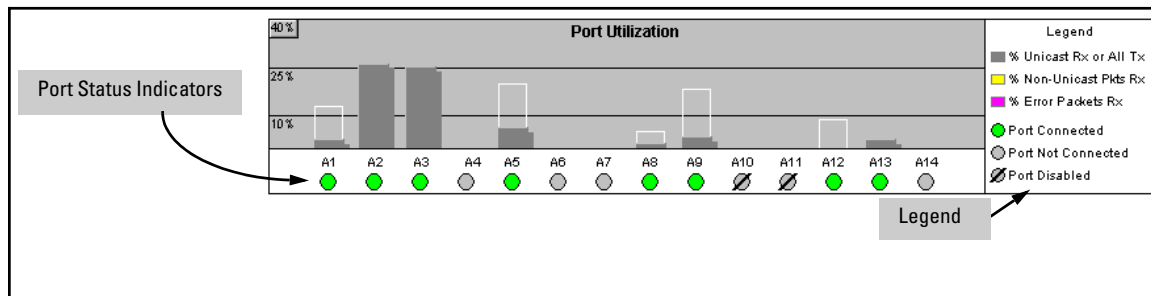 40%
Port Utilization
25%
10%
A1 A2 A3 A4 A5 A6 A7 A8 A9 A10 A11 A12 A13 A14
Port Status Indicators
Legend
% Unicast Rx or All Tx
% Non-Unicast Pkts Rx
% Error Packets Rx
Port Connected
Port Not Connected
Port Disabled
Legend